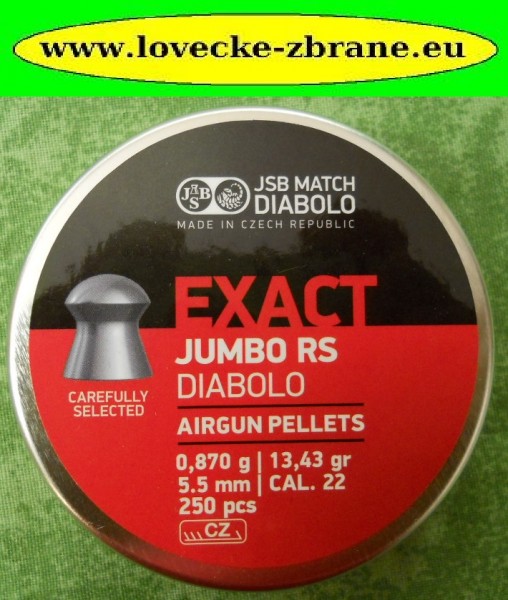 www.lovecke-zbrane.eu
JSB
JSB MATCH
DIABOLO
MADE IN CZECH REPUBLIC
EXACT
JUMBO RS
DIABOLO
CAREFULLY
SELECTED
AIRGUN PELLETS
0,870 g | 13,43 gr
5.5 mm | CAL. 22
250 pcs
CZ